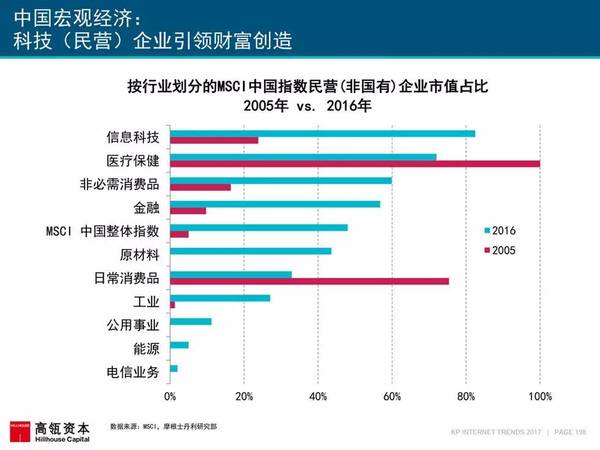 中国宏观经济：
科技（民营）企业引领财富创造
按行业划分的MSCI中国指数民营(非国有)企业市值占比
2005年 vs. 2016年
信息科技
医疗保健
非必需消费品
金融
MSCI 中国整体指数
原材料
日常消费品
工业
公用事业
能源
电信业务
2016
2005
0% 20% 40% 60% 80% 100%
HILLHOUSE
高瓴资本
Hillhouse Capital
数据来源：MSCI，摩根士丹利研究部
KP INTERNET TRENDS 2017 | PAGE 198